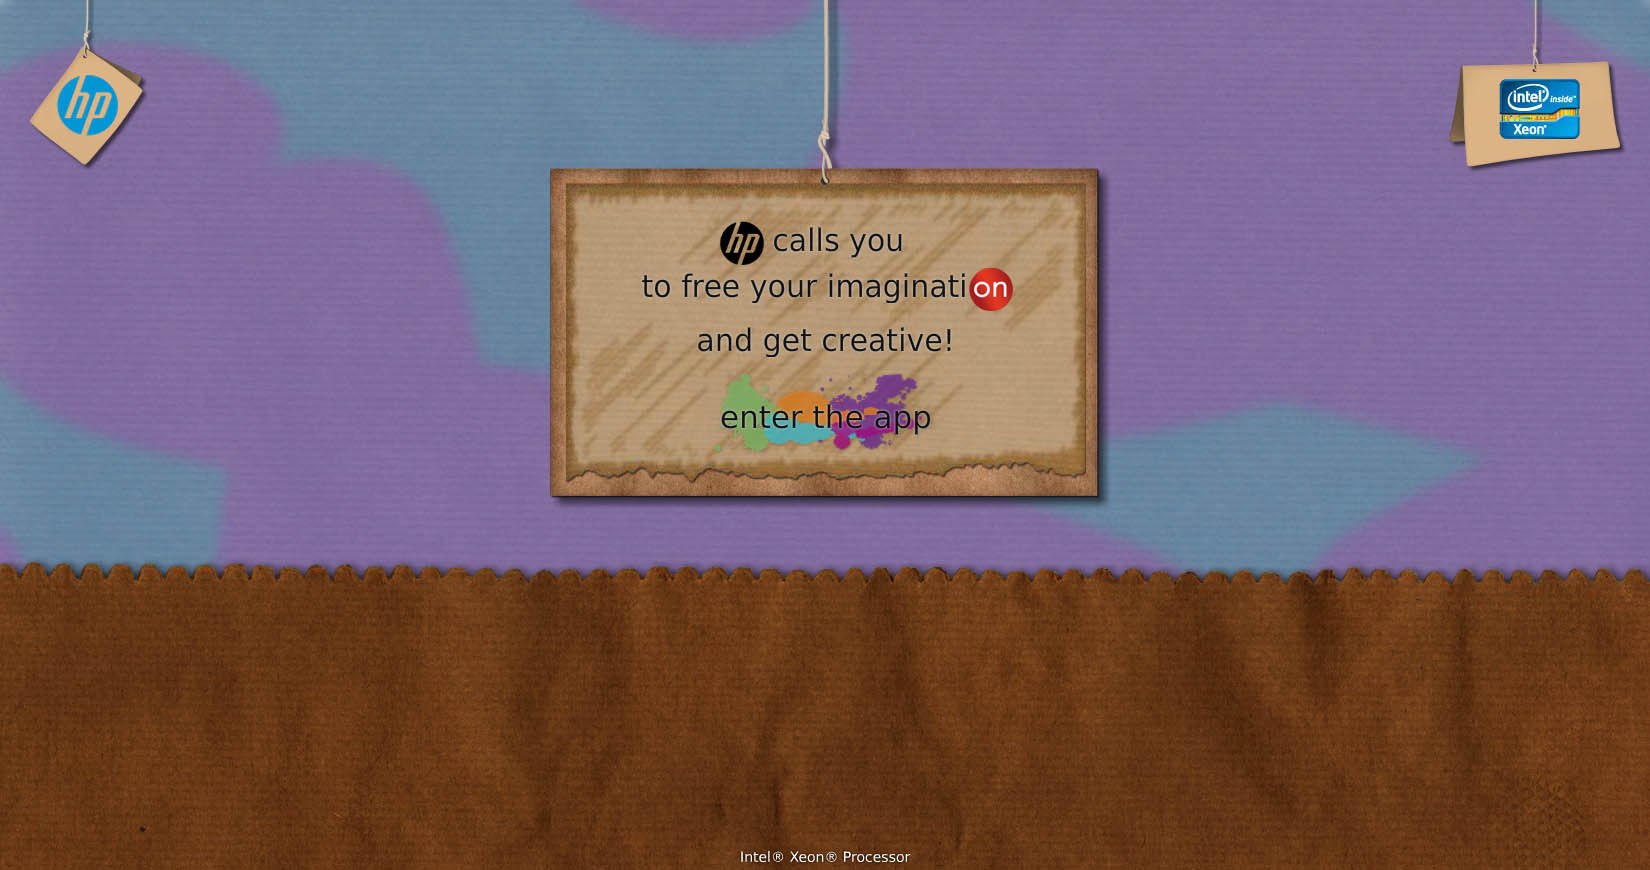 hp
intel inside™
Xeon®
hp calls you
to free your imagination
and get creative!
enter the app
Intel® Xeon® Processor